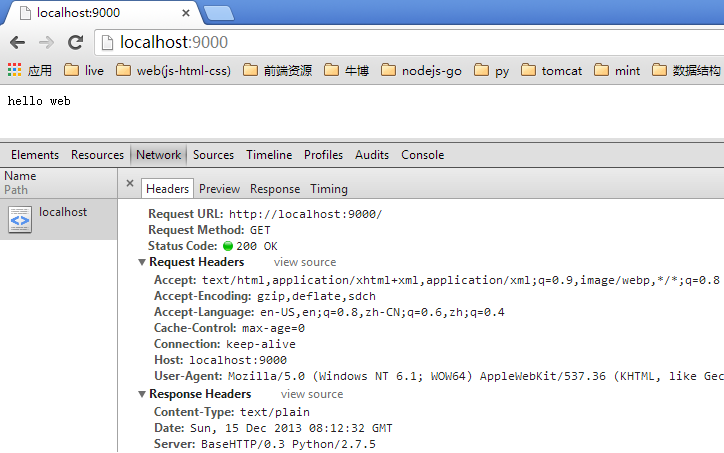 localhost:9000
localhost:9000
应用 live web(js-html-css) 前端资源 牛博 nodejs-go py tomcat mint 数据结构
hello web
Elements Resources Network Sources Timeline Profiles Audits Console
Name
Path
× Headers Preview Response Timing
localhost
Request URL: http://localhost:9000/
Request Method: GET
Status Code: 200 OK
▼Request Headers view source
Accept: text/html,application/xhtml+xml,application/xml;q=0.9,image/webp,*/*;q=0.8
Accept-Encoding: gzip,deflate,sdch
Accept-Language: en-US,en;q=0.8,zh-CN;q=0.6,zh;q=0.4
Cache-Control: max-age=0
Connection: keep-alive
Host: localhost:9000
User-Agent: Mozilla/5.0 (Windows NT 6.1; WOW64) AppleWebKit/537.36 (KHTML, like Gec
▼Response Headers view source
Content-Type: text/plain
Date: Sun, 15 Dec 2013 08:12:32 GMT
Server: BaseHTTP/0.3 Python/2.7.5